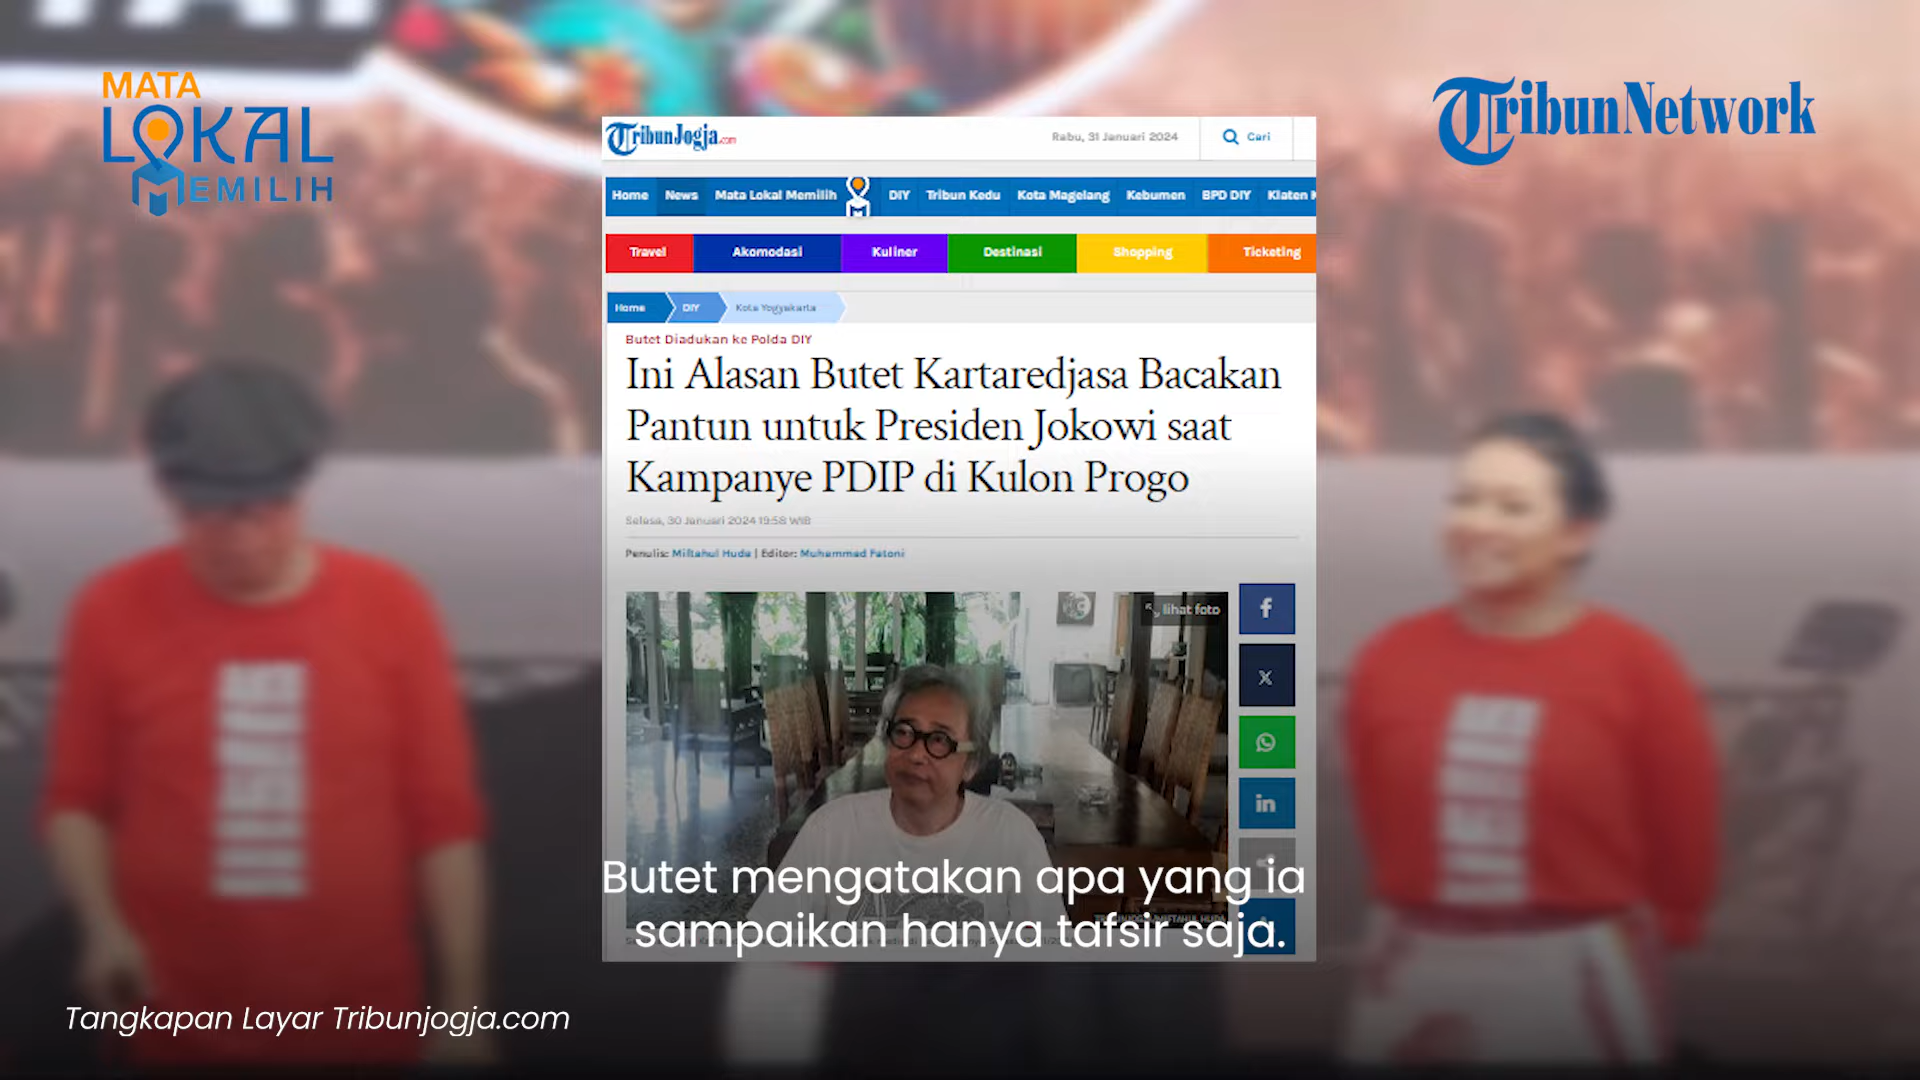 MATA
LOKAL
MEMILIH
TribunNetwork
TribunJogja.com
Rabu, 31 Januari 2024
Cari
Home News Mata Lokal Memilih DIY Tribun Kedu Kota Magelang Kebumen BPD DIY Klaten
Travel Akomodasi Kuliner Destinasi Shopping Ticketing
Home DIY Kota Yogyakarta
Butet Diadukan ke Polda DIY
Ini Alasan Butet Kartaredjasa Bacakan
Pantun untuk Presiden Jokowi saat
Kampanye PDIP di Kulon Progo
Selasa, 30 Januari 2024 19:58 WIB
Penulis: Miftahul Huda | Editor: Muhammad Fatoni
lihat foto
Butet mengatakan apa yang ia
sampaikan hanya tafsir saja.
Tangkapan Layar Tribunjogja.com